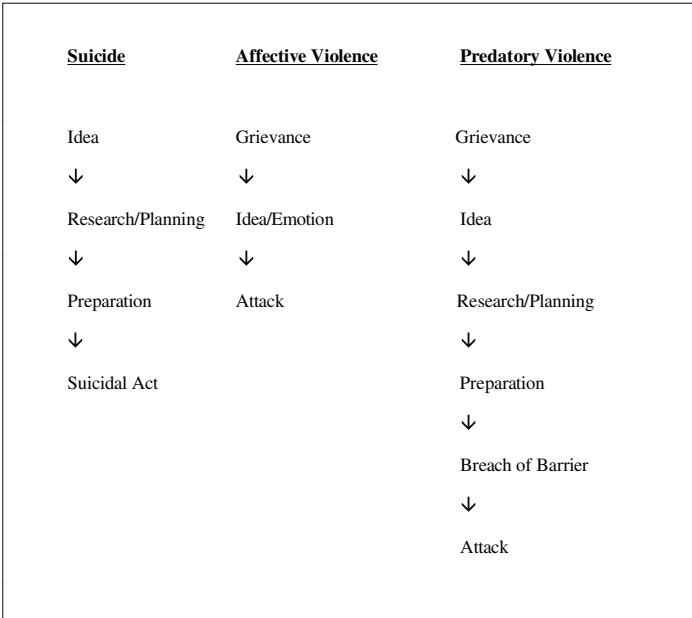 Suicide Affective Violence Predatory Violence
Idea Grievance Grievance
↓ ↓ ↓
Research/Planning Idea/Emotion Idea
↓ ↓ ↓
Preparation Attack Research/Planning
↓ ↓
Suicidal Act Preparation
↓
Breach of Barrier
↓
Attack